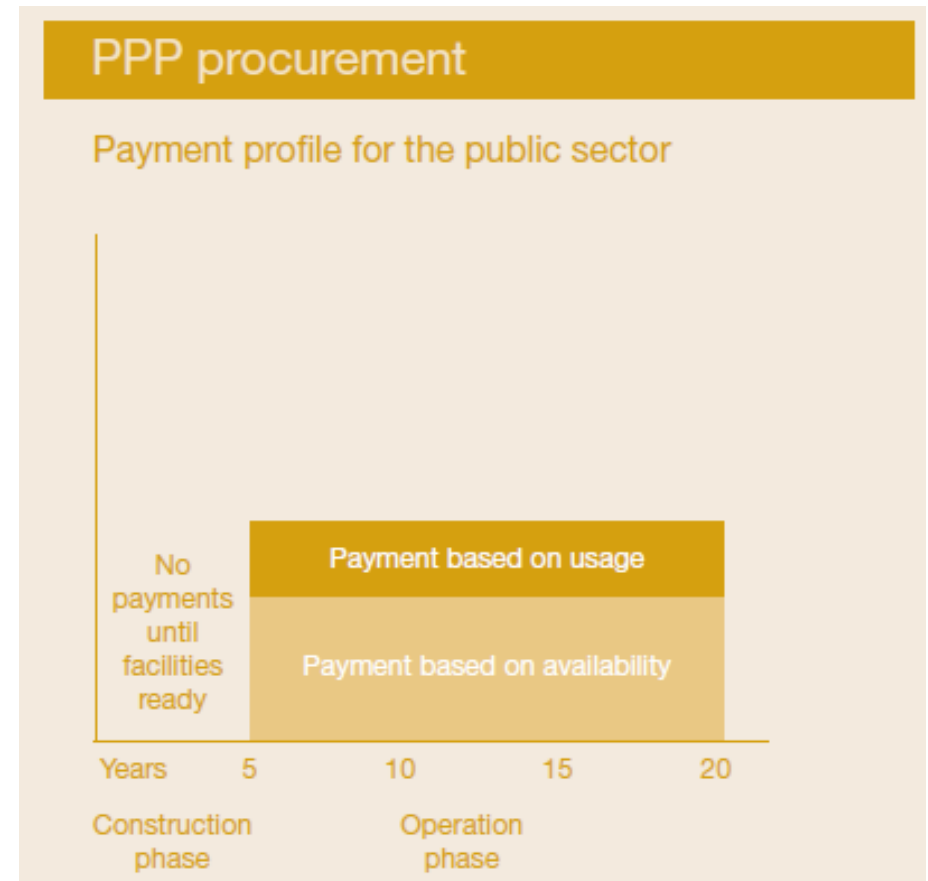 PPP procurement
Payment profile for the public sector
No
payments
until
facilities
ready
Payment based on usage
Payment based on availability
Years 5 10 15 20
Construction
phase
Operation
phase